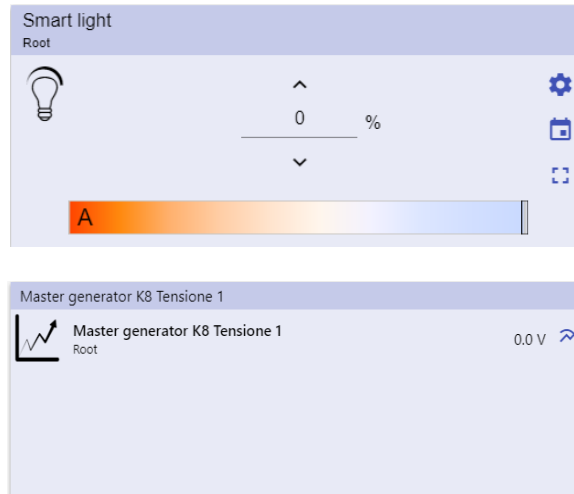 Smart light
Root
0 %
A
Master generator K8 Tensione 1
Master generator K8 Tensione 1
Root
0.0 V